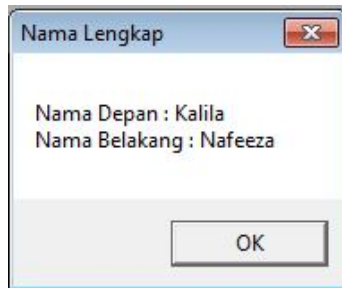 Nama Lengkap
Nama Depan : Kalila
Nama Belakang : Nafeeza
OK